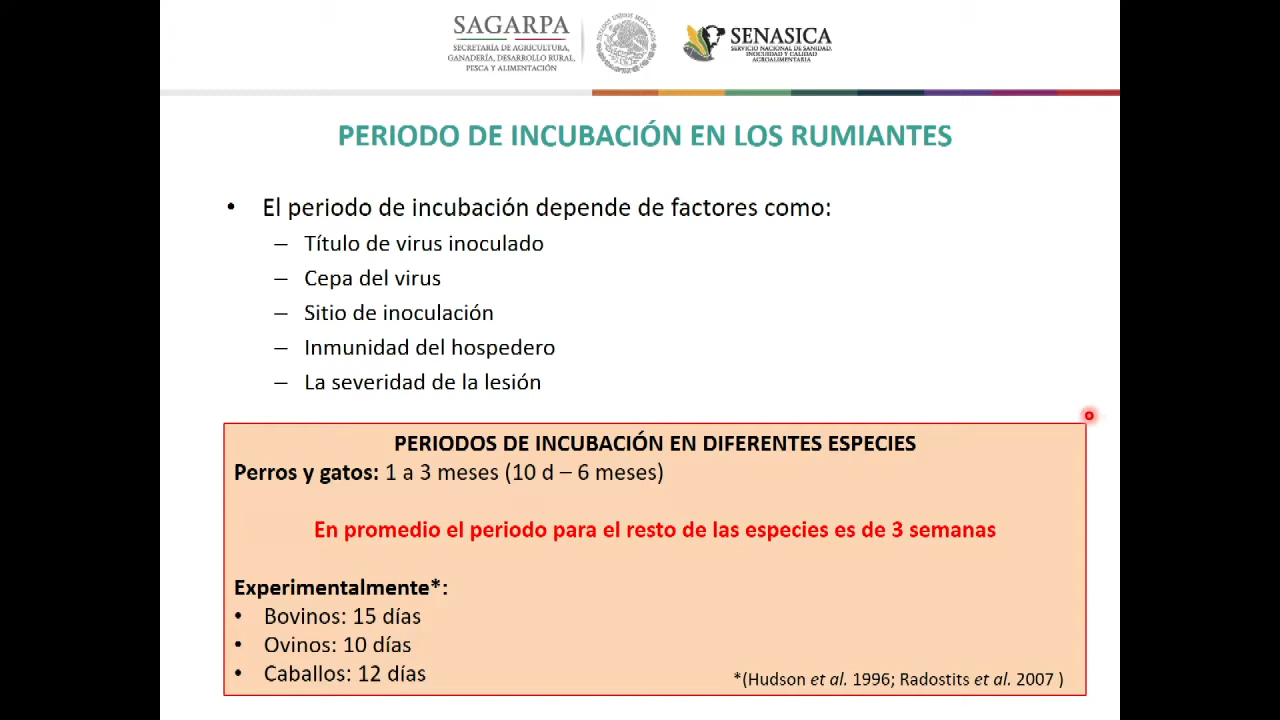 SAGARPA
SECRETARÍA DE AGRICULTURA,
GANADERÍA, DESARROLLO RURAL,
PESCA Y ALIMENTACIÓN
ESTADOS UNIDOS MEXICANOS
SENASICA
SERVICIO NACIONAL DE SANIDAD,
INOCUIDAD Y CALIDAD
AGROALIMENTARIA
PERIODO DE INCUBACIÓN EN LOS RUMIANTES
• El periodo de incubación depende de factores como:
– Título de virus inoculado
– Cepa del virus
– Sitio de inoculación
– Inmunidad del hospedero
– La severidad de la lesión
PERIODOS DE INCUBACIÓN EN DIFERENTES ESPECIES
Perros y gatos: 1 a 3 meses (10 d – 6 meses)
En promedio el periodo para el resto de las especies es de 3 semanas
Experimentalmente*:
• Bovinos: 15 días
• Ovinos: 10 días
• Caballos: 12 días
*(Hudson et al. 1996; Radostits et al. 2007 )